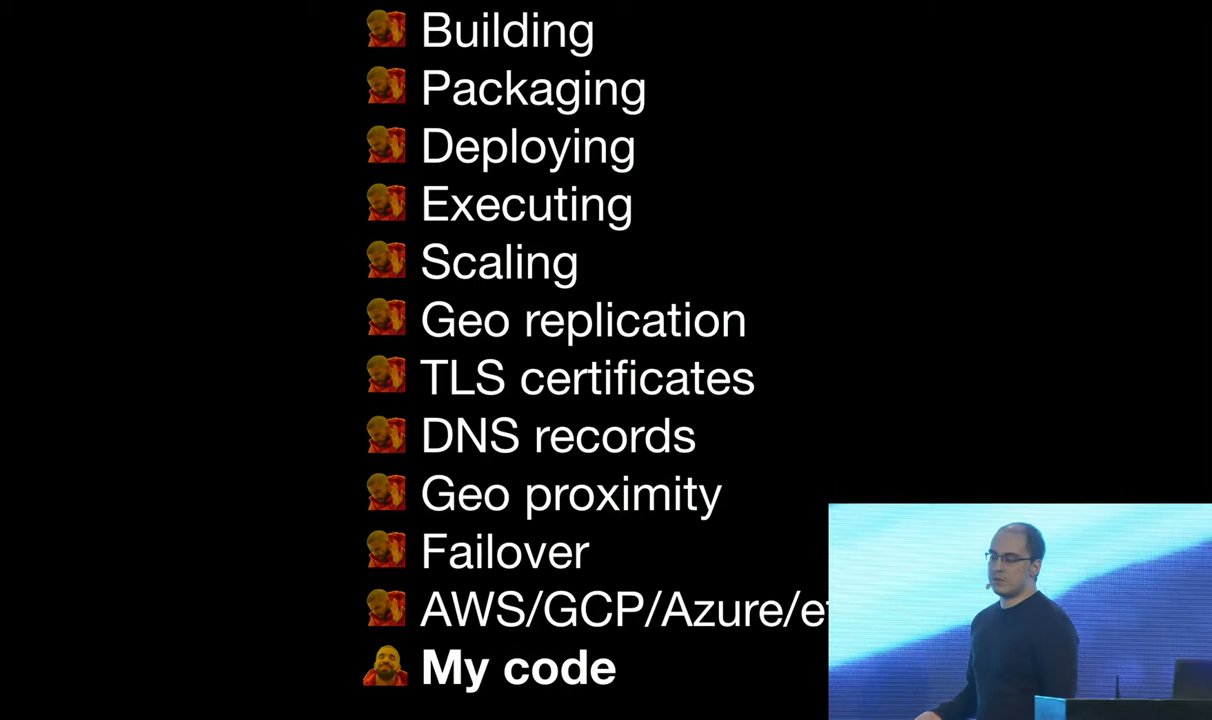 Building
Packaging
Deploying
Executing
Scaling
Geo replication
TLS certificates
DNS records
Geo proximity
Failover
AWS/GCP/Azure/e
My code